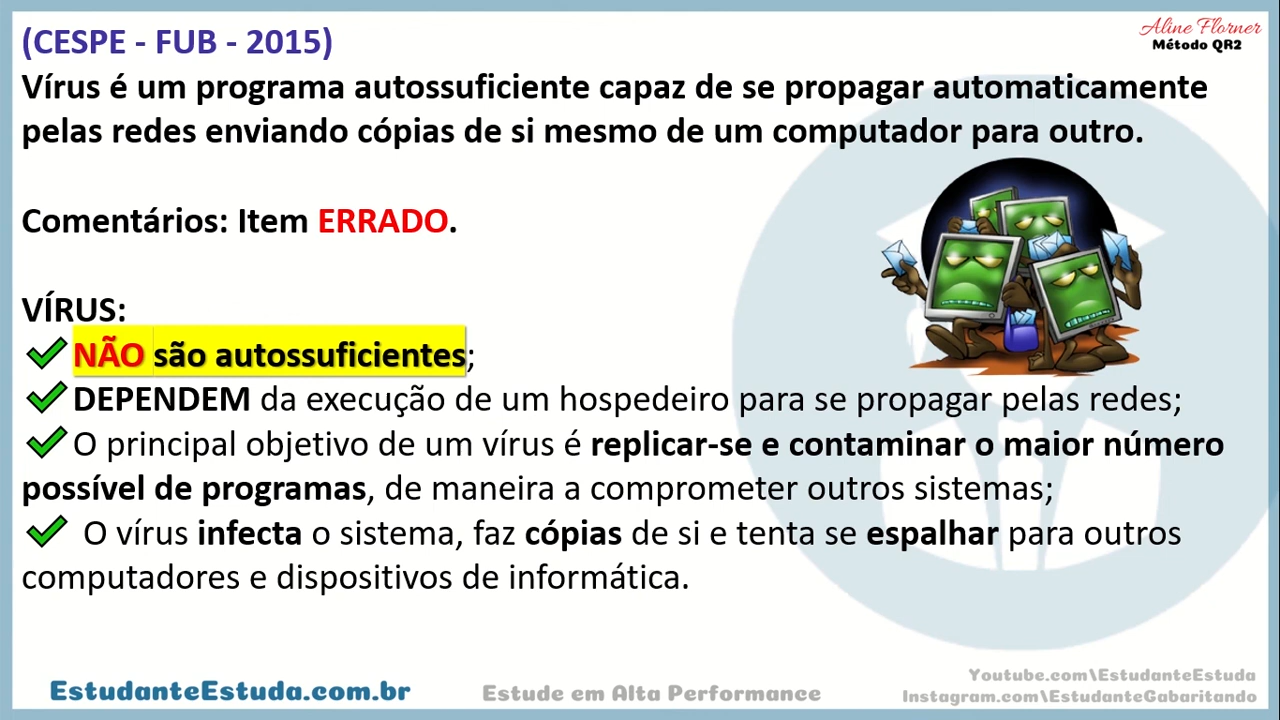 (CESPE - FUB - 2015)
Aline Florner
Método QR2
Vírus é um programa autossuficiente capaz de se propagar automaticamente
pelas redes enviando cópias de si mesmo de um computador para outro.
Comentários: Item ERRADO.
VÍRUS:
NÃO são autossuficientes;
DEPENDEM da execução de um hospedeiro para se propagar pelas redes;
O principal objetivo de um vírus é replicar-se e contaminar o maior número
possível de programas, de maneira a comprometer outros sistemas;
O vírus infecta o sistema, faz cópias de si e tenta se espalhar para outros
computadores e dispositivos de informática.
EstudanteEstuda.com.br
Estude em Alta Performance
Youtube.com\EstudanteEstuda
Instagram.com\EstudanteGabaritando